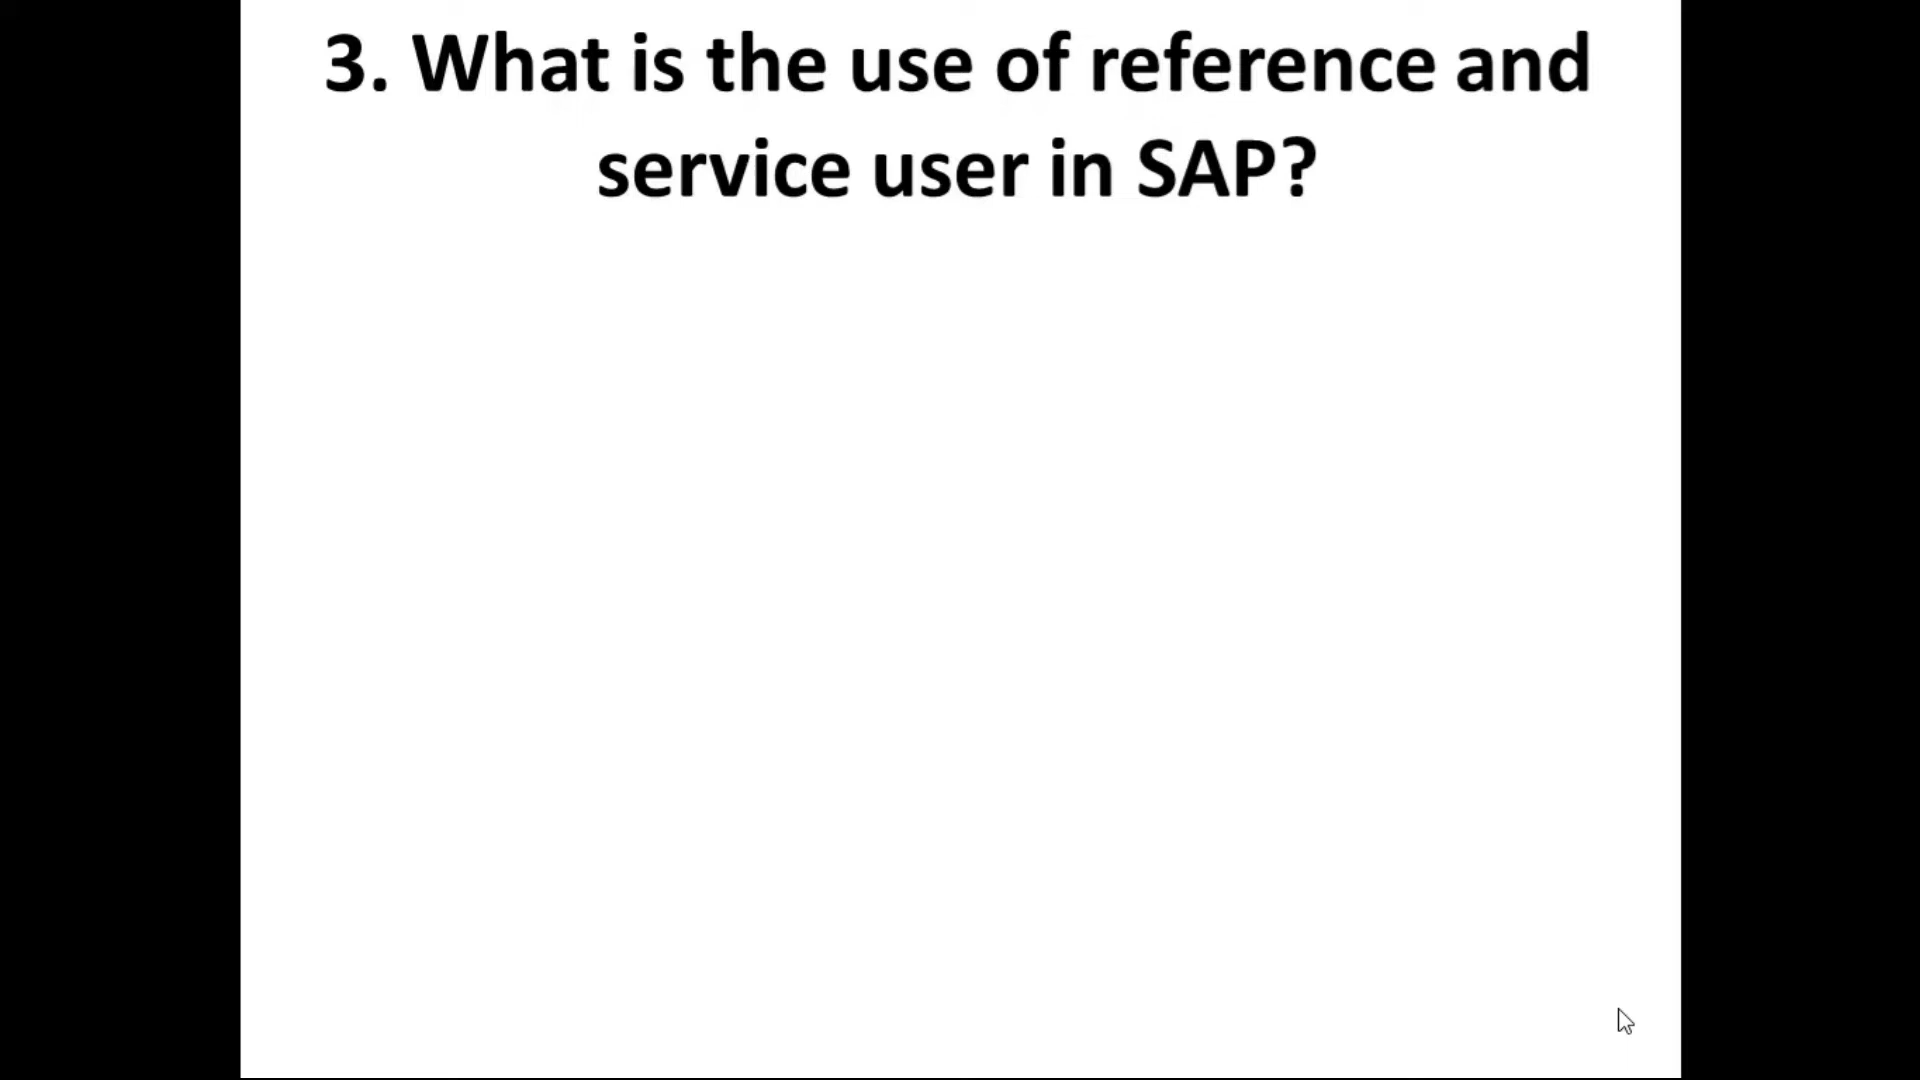 3. What is the use of reference and
service user in SAP?